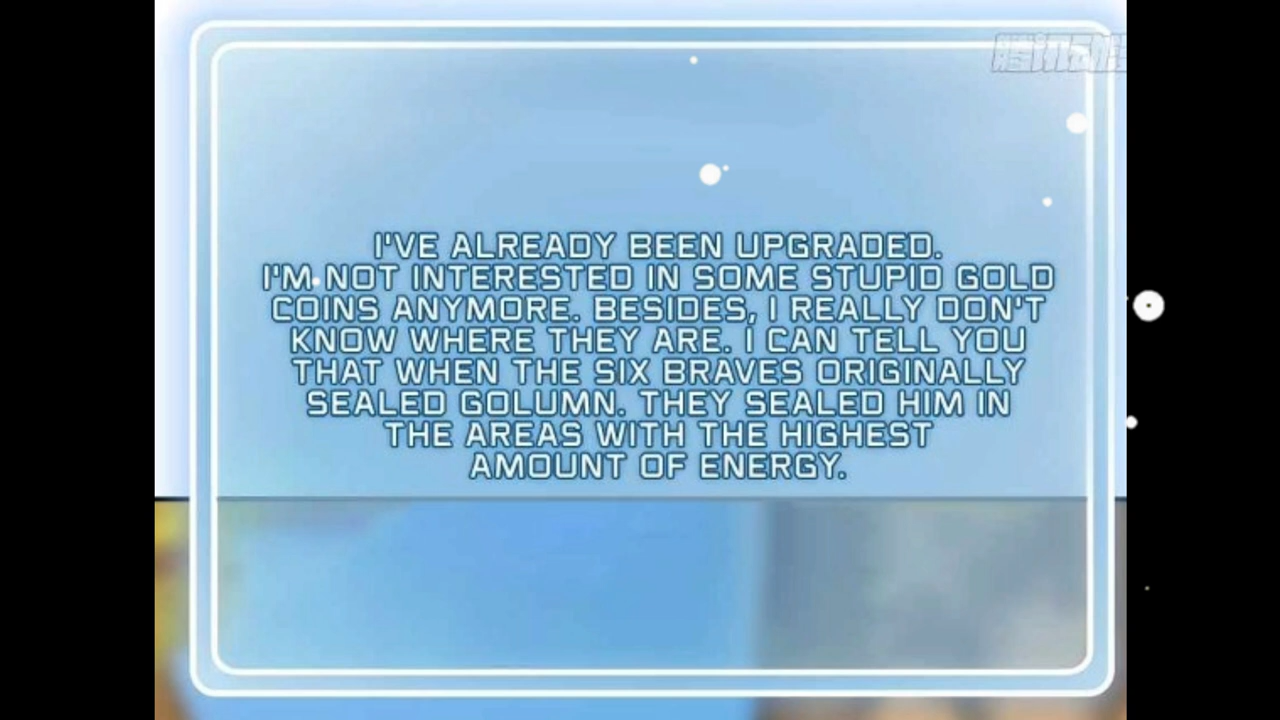 I'VE ALREADY BEEN UPGRADED.
I'M NOT INTERESTED IN SOME STUPID GOLD
COINS ANYMORE. BESIDES, I REALLY DON'T
KNOW WHERE THEY ARE. I CAN TELL YOU
THAT WHEN THE SIX BRAVES ORIGINALLY
SEALED GOLUMN. THEY SEALED HIM IN
THE AREAS WITH THE HIGHEST
AMOUNT OF ENERGY.